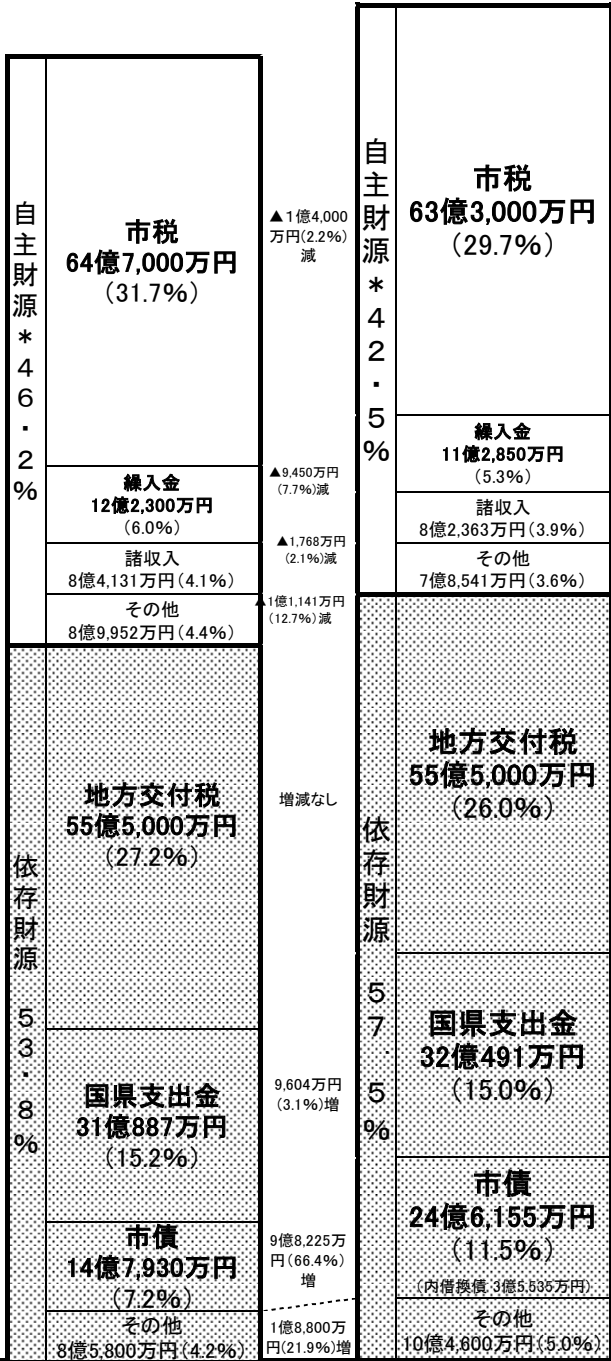 自主財源＊46.2%
市税
64億7,000万円
(31.7%)
繰入金
12億2,300万円
(6.0%)
諸収入
8億4,131万円(4.1%)
その他
8億9,952万円(4.4%)
依存財源 53.8%
地方交付税
55億5,000万円
(27.2%)
国県支出金
31億887万円
(15.2%)
市債
14億7,930万円
(7.2%)
その他
8億5,800万円(4.2%)
▲1億4,000
万円(2.2%)
減
▲9,450万円
(7.7%)減
▲1,768万円
(2.1%)減
▲1億1,141万円
(12.7%)減
増減なし
9,604万円
(3.1%)増
9億8,225万
円(66.4%)
増
1億8,800万
円(21.9%)増
自主財源＊42.5%
市税
63億3,000万円
(29.7%)
繰入金
11億2,850万円
(5.3%)
諸収入
8億2,363万円(3.9%)
その他
7億8,541万円(3.6%)
依存財源 57.5%
地方交付税
55億5,000万円
(26.0%)
国県支出金
32億491万円
(15.0%)
市債
24億6,155万円
(11.5%)
(内借換債 3億5,535万円)
その他
10億4,600万円(5.0%)